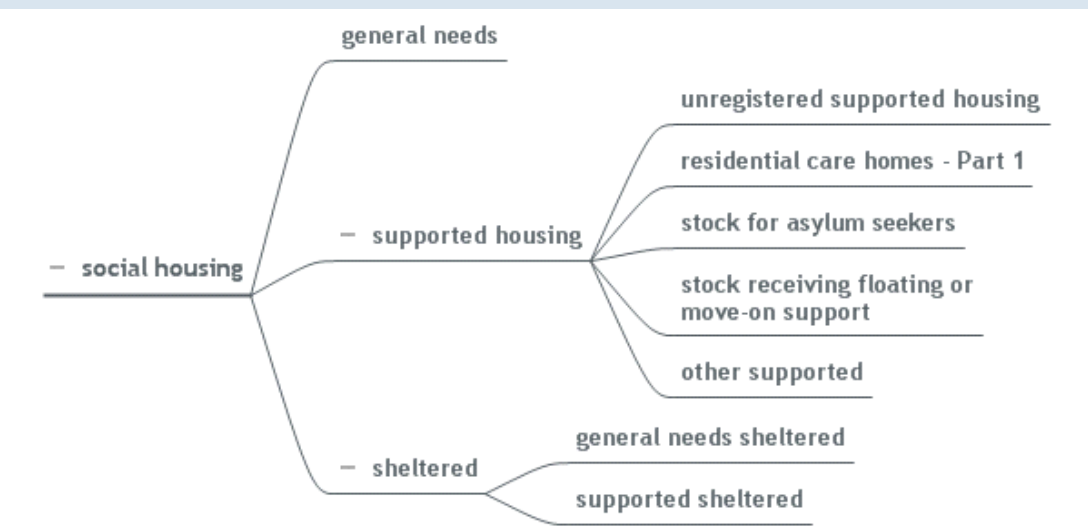 general needs
unregistered supported housing
residential care homes - Part 1
stock for asylum seekers
supported housing
social housing
stock receiving floating or
move-on support
other supported
general needs sheltered
sheltered
supported sheltered